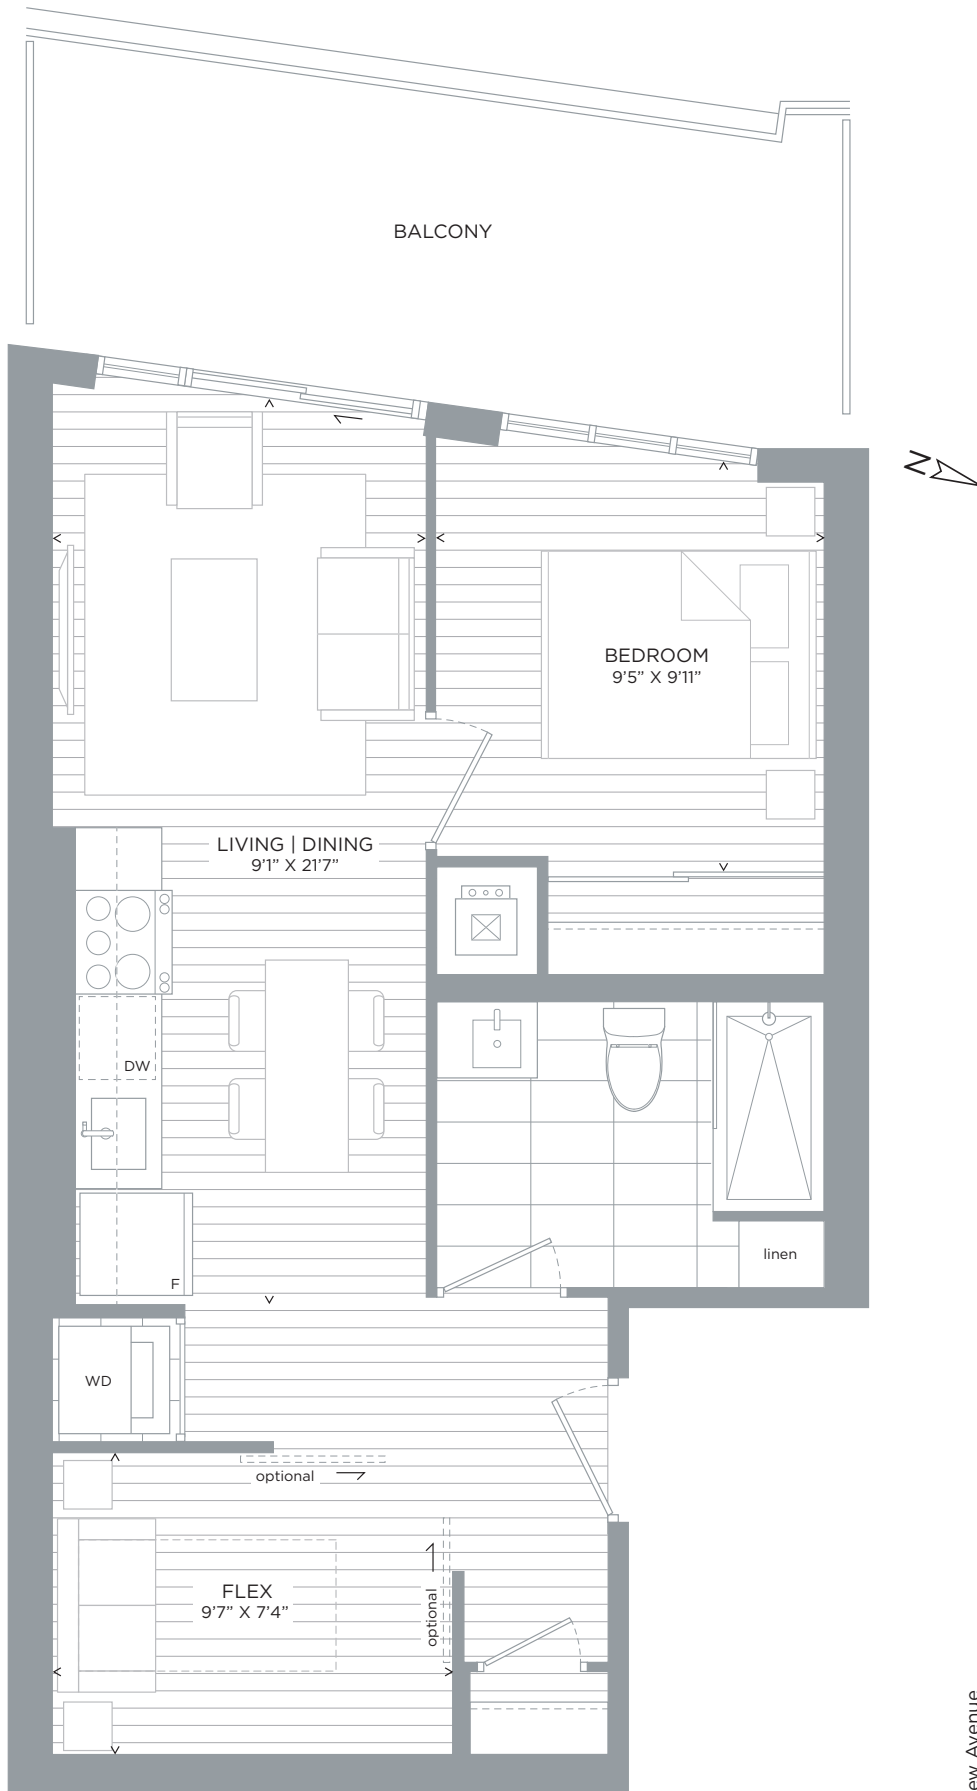 BALCONY
N
BEDROOM
9'5" X 9'11"
LIVING | DINING
9'1" X 21'7"
DW
linen
F
WD
optional
FLEX
9'7" X 7'4"
optional
Avenue